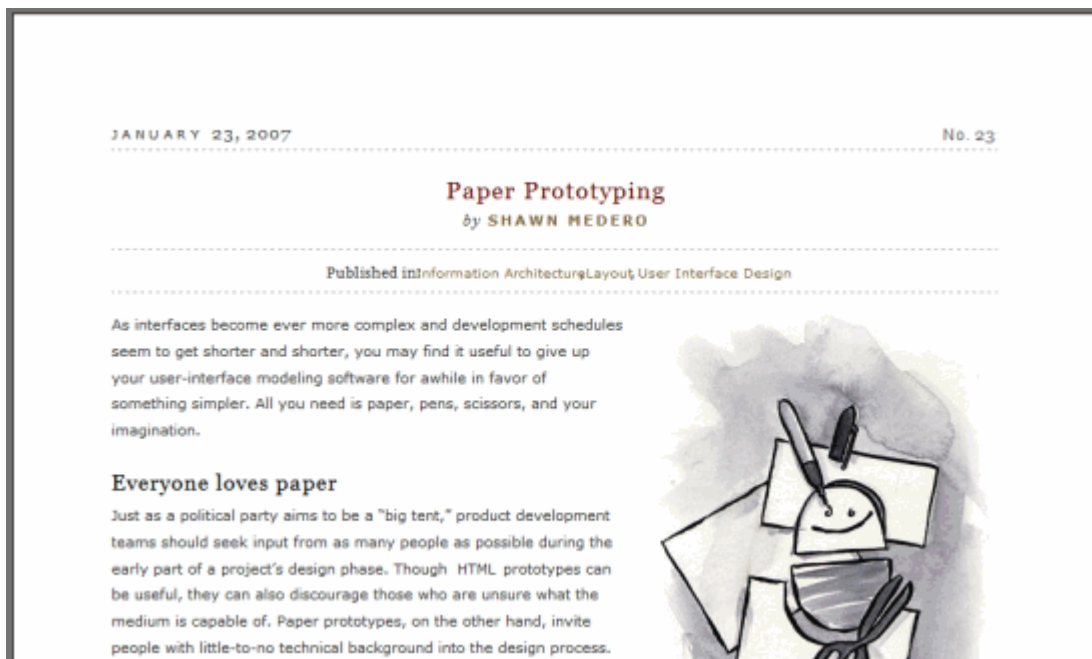 JANUARY 23, 2007
No. 23
Paper Prototyping
by SHAWN MEDERO
Published in: Information Architecture, Layout, User Interface Design
As interfaces become ever more complex and development schedules
seem to get shorter and shorter, you may find it useful to give up
your user-interface modeling software for awhile in favor of
something simpler. All you need is paper, pens, scissors, and your
imagination.
Everyone loves paper
Just as a political party aims to be a “big tent,” product development
teams should seek input from as many people as possible during the
early part of a project’s design phase. Though HTML prototypes can
be useful, they can also discourage those who are unsure what the
medium is capable of. Paper prototypes, on the other hand, invite
people with little-to-no technical background into the design process.